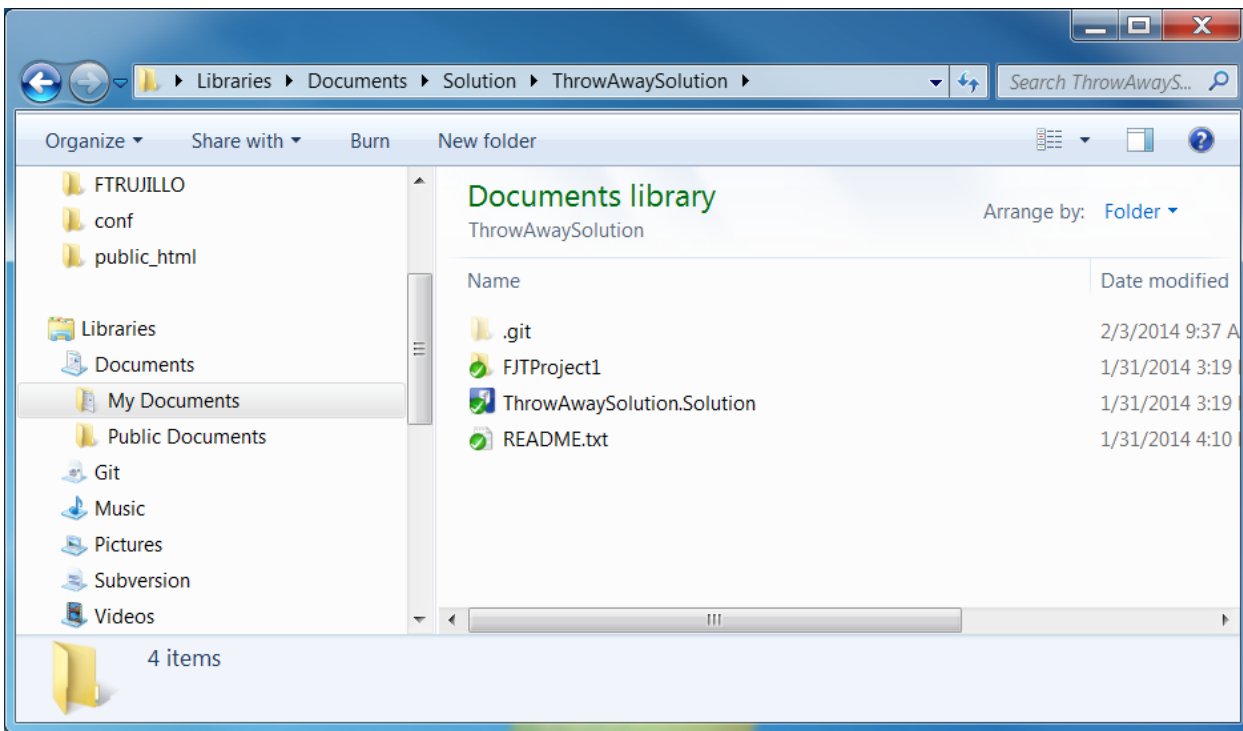 Libraries Documents Solution ThrowAwaySolution
Search ThrowAwayS...
Organize Share with Burn New folder
FTRUJILLO
conf
public_html
Libraries
Documents
My Documents
Public Documents
Git
Music
Pictures
Subversion
Videos
Documents library
ThrowAwaySolution
Arrange by: Folder
Name Date modified
.git 2/3/2014 9:37 A
FJTProject1 1/31/2014 3:19
ThrowAwaySolution.Solution 1/31/2014 3:19
README.txt 1/31/2014 4:10
4 items